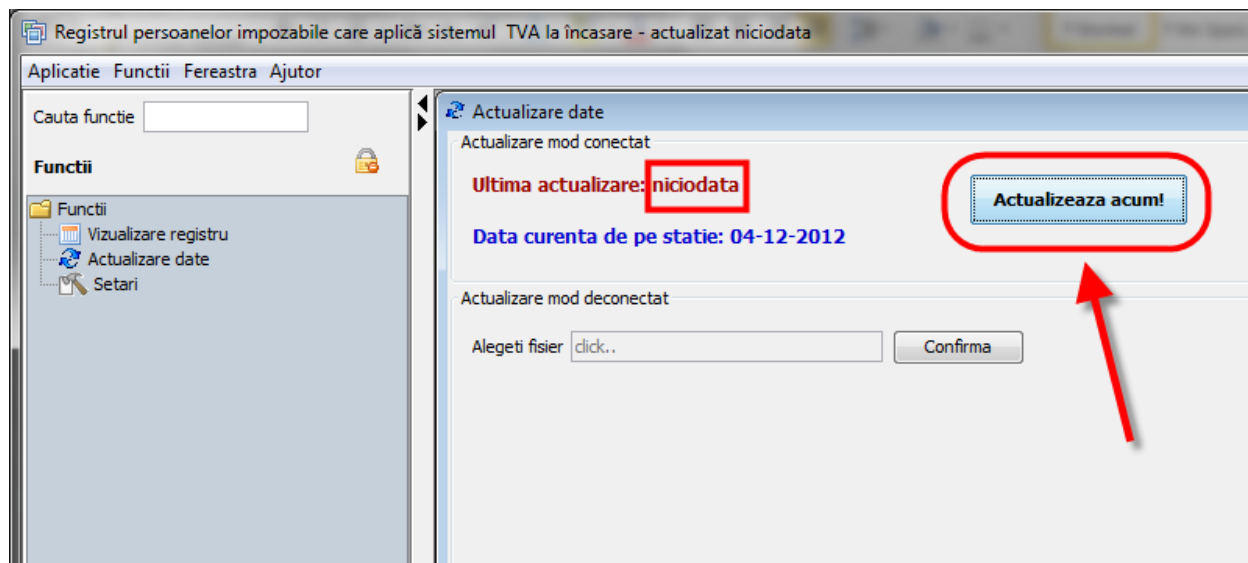 Registrul persoanelor impozabile care aplică sistemul TVA la încasare - actualizat niciodata
Aplicatie Functii Fereastra Ajutor
Cauta functie
Functii
Functii
Vizualizare registru
Actualizare date
Setari
Actualizare date
Actualizare mod conectat
Ultima actualizare: niciodata
Actualizeaza acum!
Data curenta de pe statie: 04-12-2012
Actualizare mod deconectat
Alegeti fisier click.. Confirma